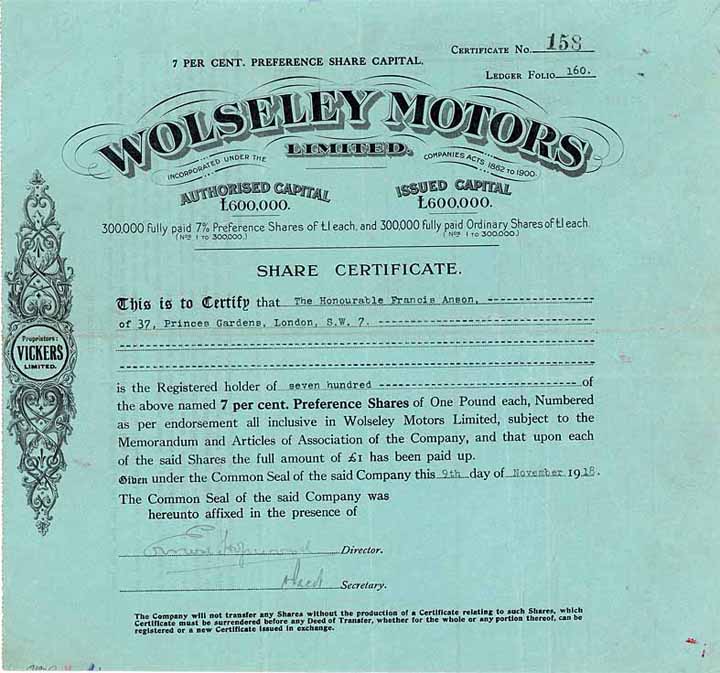 CERTIFICATE No. 158
7 PER CENT. PREFERENCE SHARE CAPITAL.
LEDGER FOLIO 160.
WOLSELEY MOTORS
LIMITED.
INCORPORATED UNDER THE COMPANIES ACTS 1862 TO 1900
AUTHORISED CAPITAL ISSUED CAPITAL
£600,000. £600,000.
300,000 fully paid 7% Preference Shares of £1 each, and 300,000 fully paid Ordinary Shares of £1 each.
(Nos 1 TO 300,000.) (Nos 1 TO 300,000.)
SHARE CERTIFICATE.
This is to Certify that The Honourable Francis Anson,
of 37, Princes Gardens, London, S.W. 7.
Proprietors:
VICKERS
LIMITED.
is the Registered holder of seven hundred of
the above named 7 per cent. Preference Shares of One Pound each, Numbered
as per endorsement all inclusive in Wolseley Motors Limited, subject to the
Memorandum and Articles of Association of the Company, and that upon each
of the said Shares the full amount of £1 has been paid up.
Given under the Common Seal of the said Company this 9th day of November 1918.
The Common Seal of the said Company was
hereunto affixed in the presence of
Director.
Secretary.
The Company will not transfer any Shares without the production of a Certificate relating to such Shares, which
Certificate must be surrendered before any Deed of Transfer, whether for the whole or any portion thereof, can be
registered or a new Certificate issued in exchange.